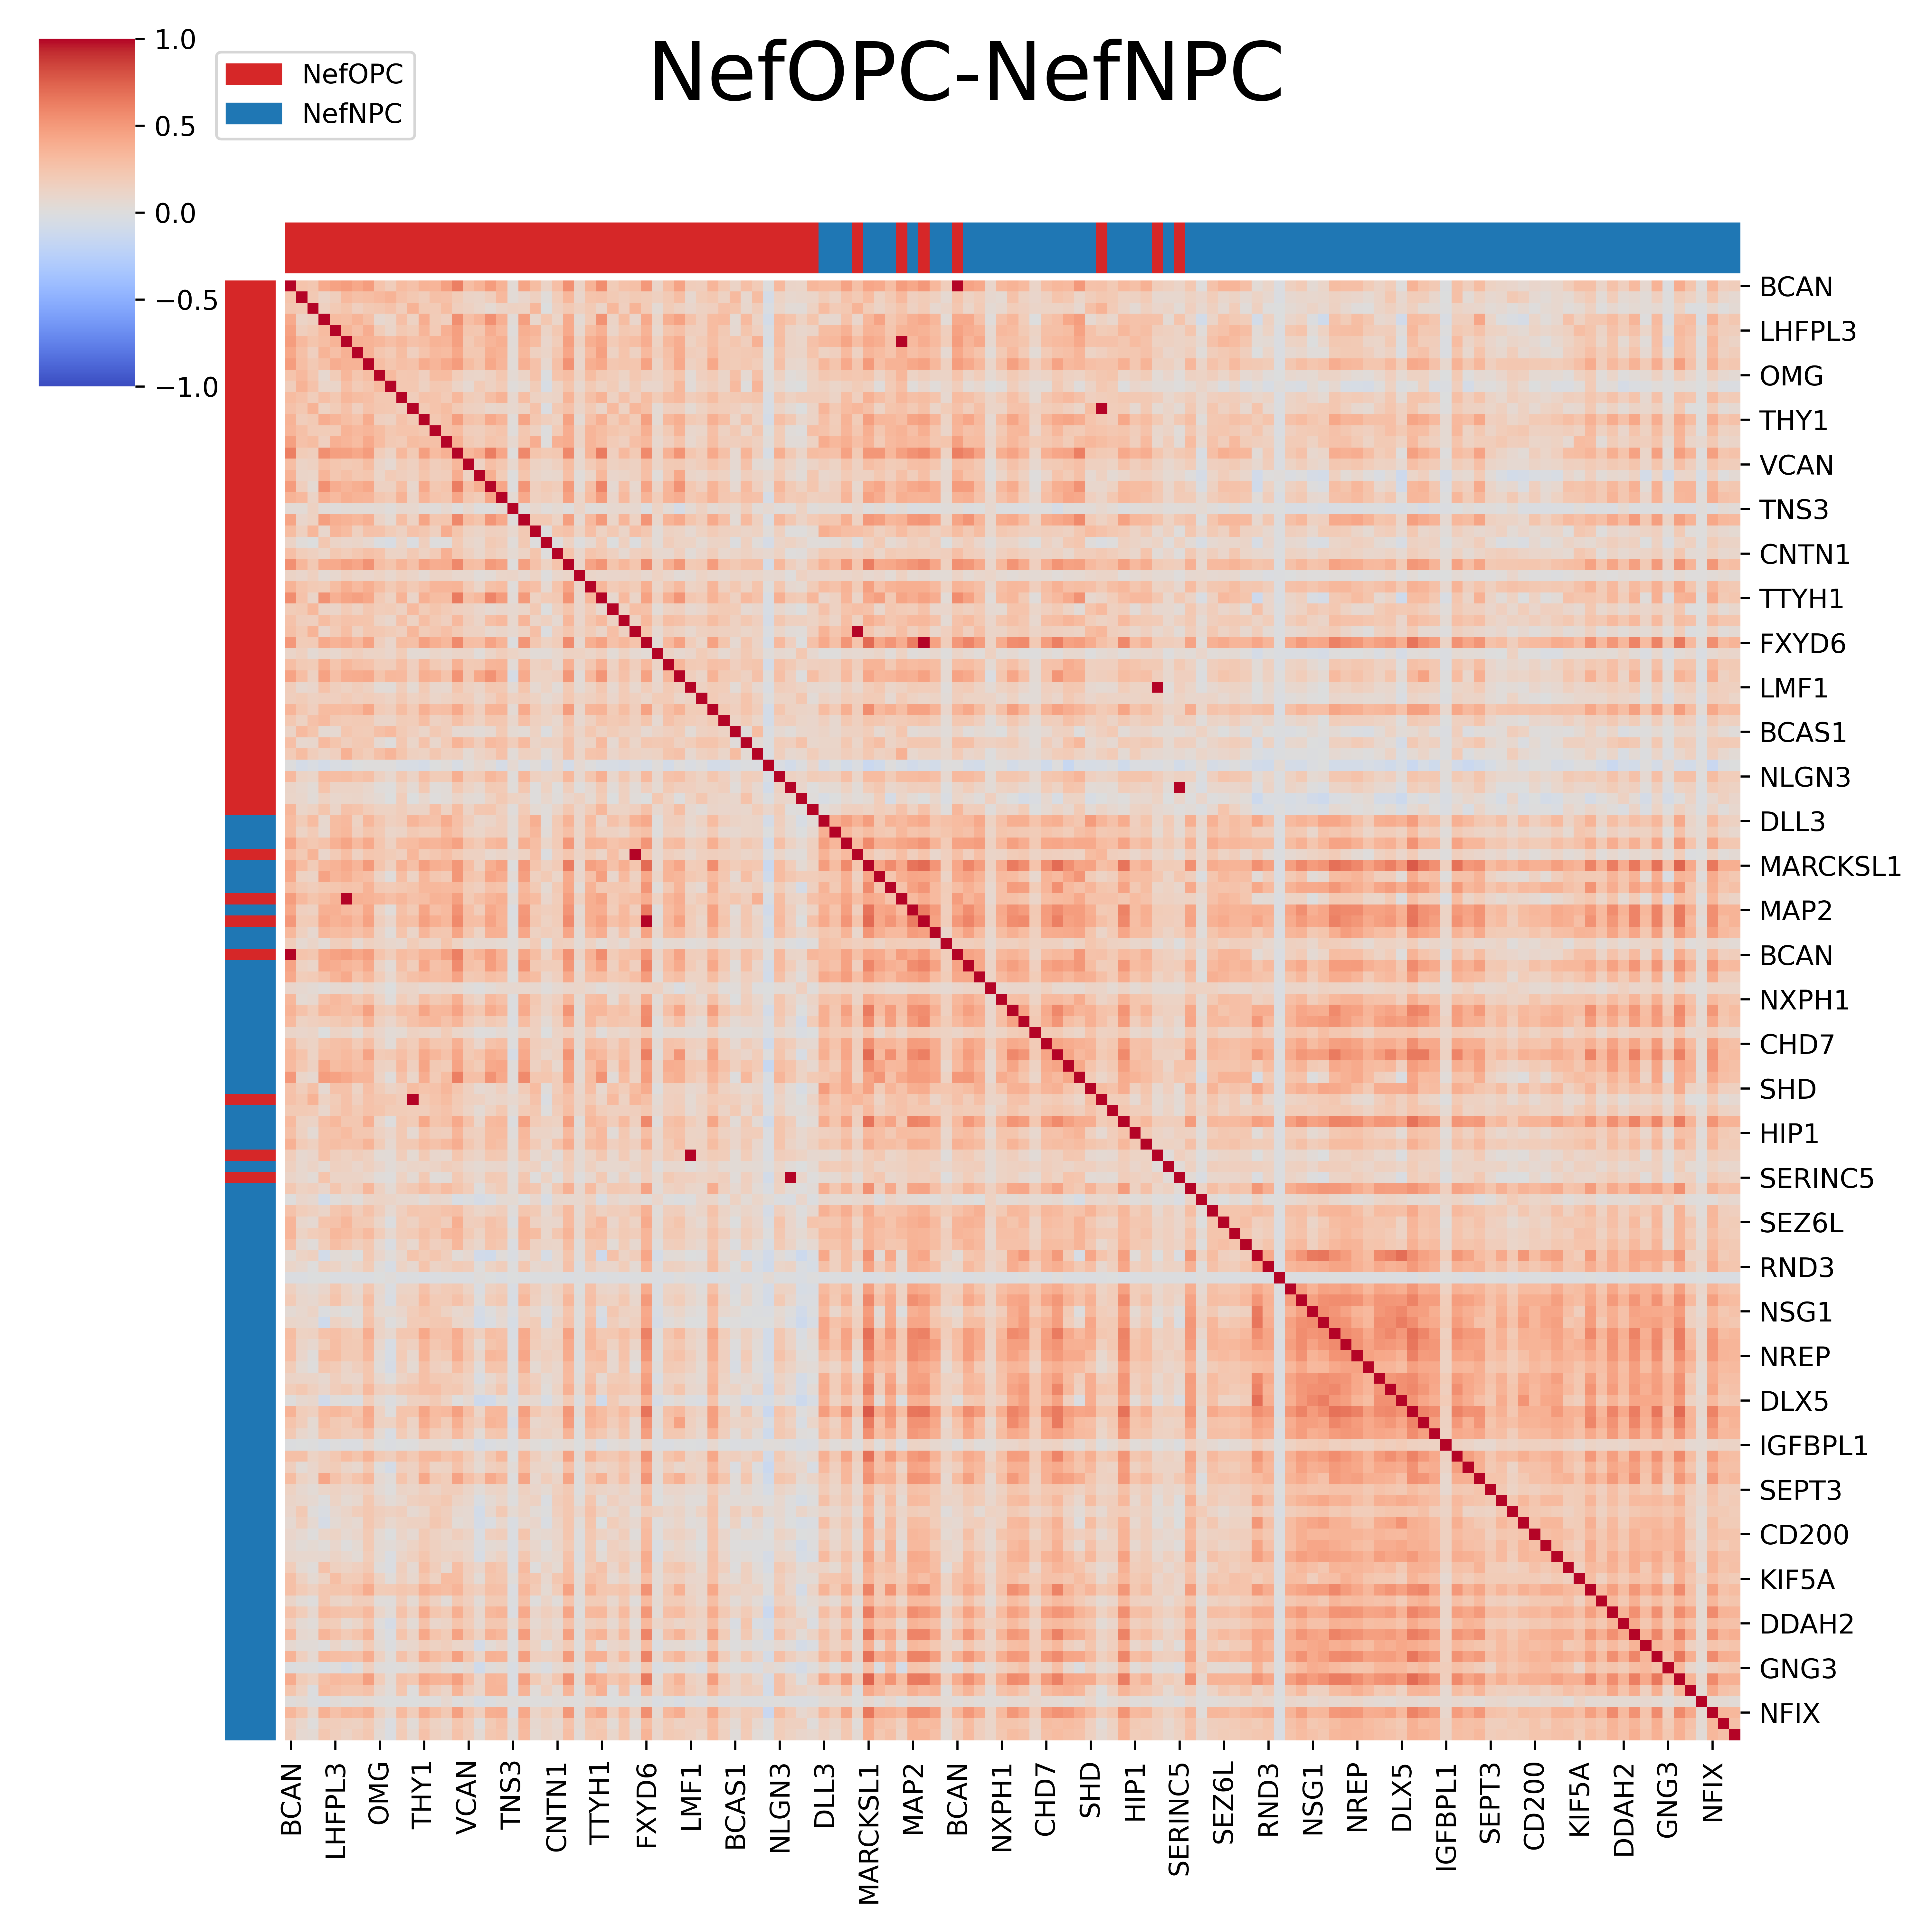 NefOPC-NefNPC
1.0
0.5
0.0
−0.5
−1.0
NefOPC
NefNPC
BCAN
LHFPL3
OMG
THY1
VCAN
TNS3
CNTN1
TTYH1
FXYD6
LMF1
BCAS1
NLGN3
DLL3
MARCKSL1
MAP2
BCAN
NXPH1
CHD7
SHD
HIP1
SERINC5
SEZ6L
RND3
NSG1
NREP
DLX5
IGFBPL1
SEPT3
CD200
KIF5A
DDAH2
GNG3
NFIX
BCAN
LHFPL3
OMG
THY1
VCAN
TNS3
CNTN1
TTYH1
FXYD6
LMF1
BCAS1
NLGN3
DLL3
MARCKSL1
MAP2
BCAN
NXPH1
CHD7
SHD
HIP1
SERINC5
SEZ6L
RND3
NSG1
NREP
DLX5
IGFBPL1
SEPT3
CD200
KIF5A
DDAH2
GNG3
NFIX